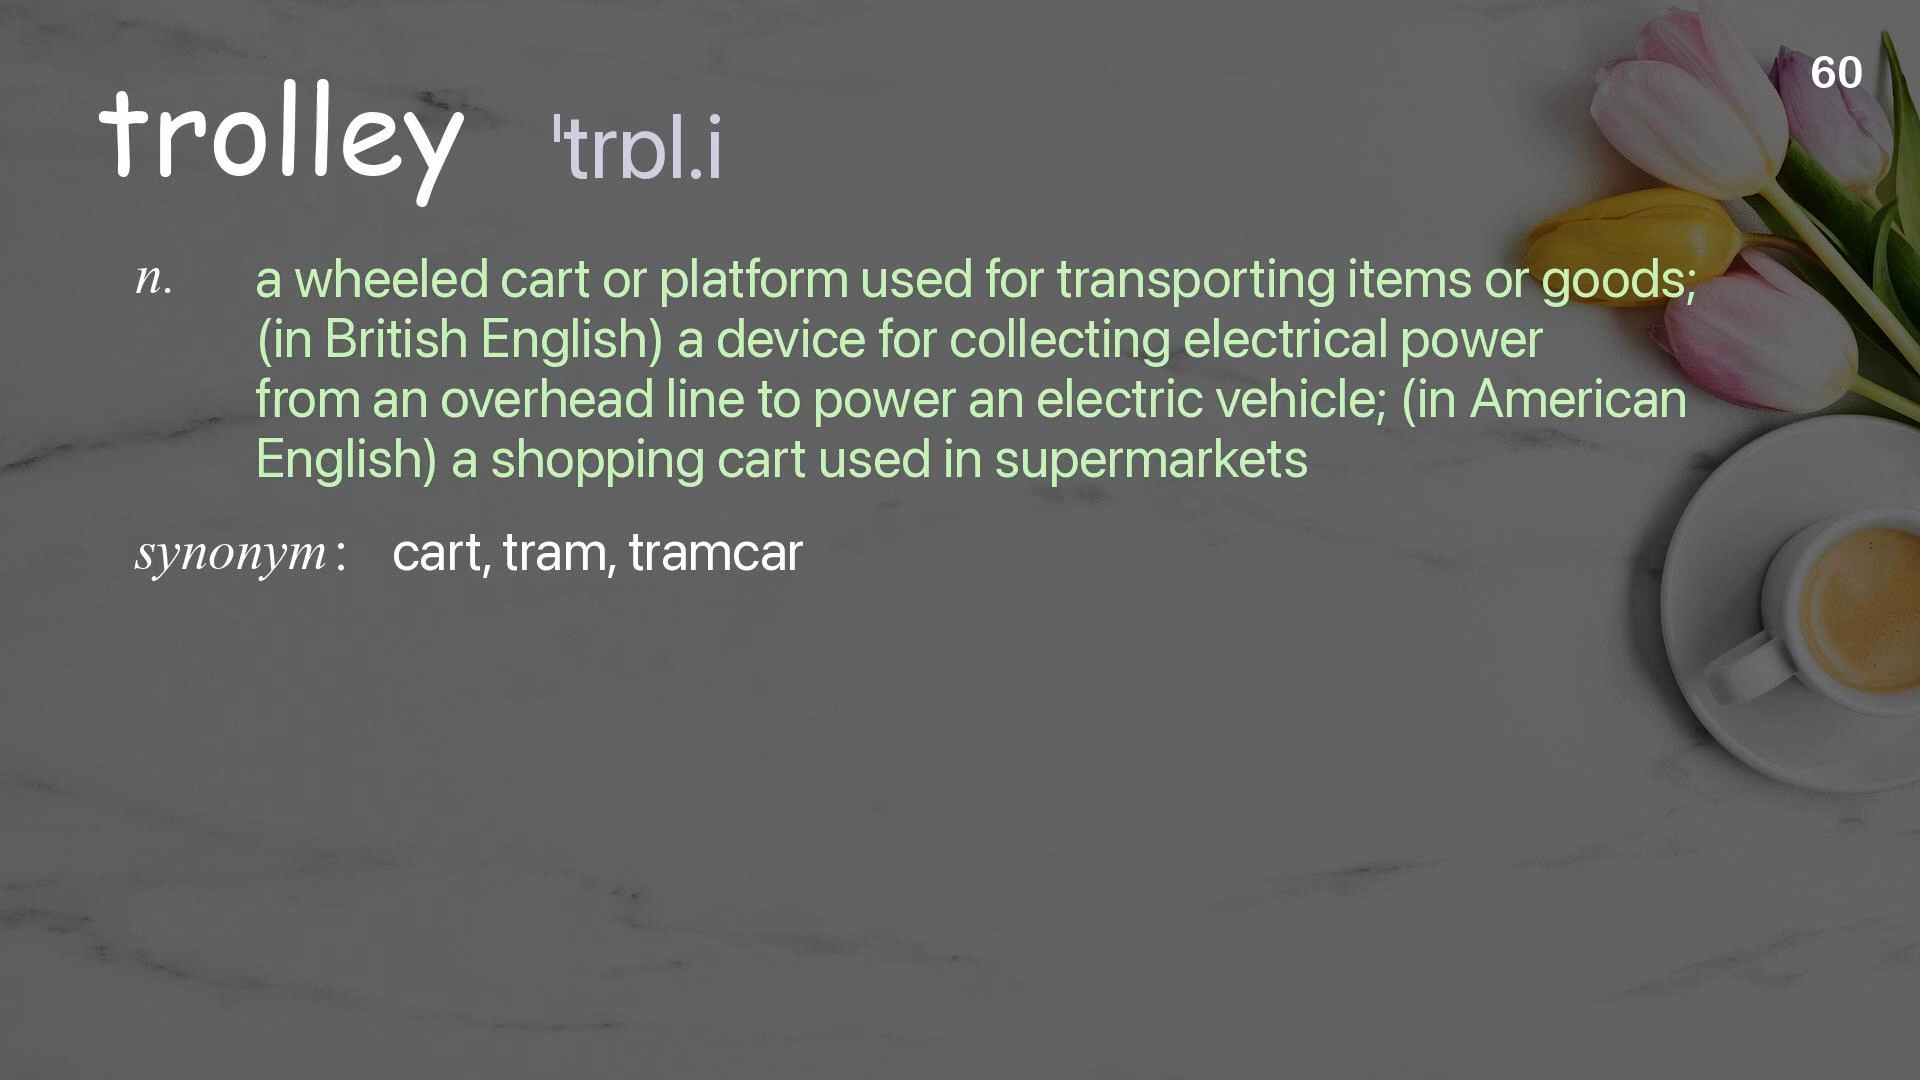 60
trolley ˈtrɒl.i
n. a wheeled cart or platform used for transporting items or goods;
(in British English) a device for collecting electrical power
from an overhead line to power an electric vehicle; (in American
English) a shopping cart used in supermarkets
synonym : cart, tram, tramcar